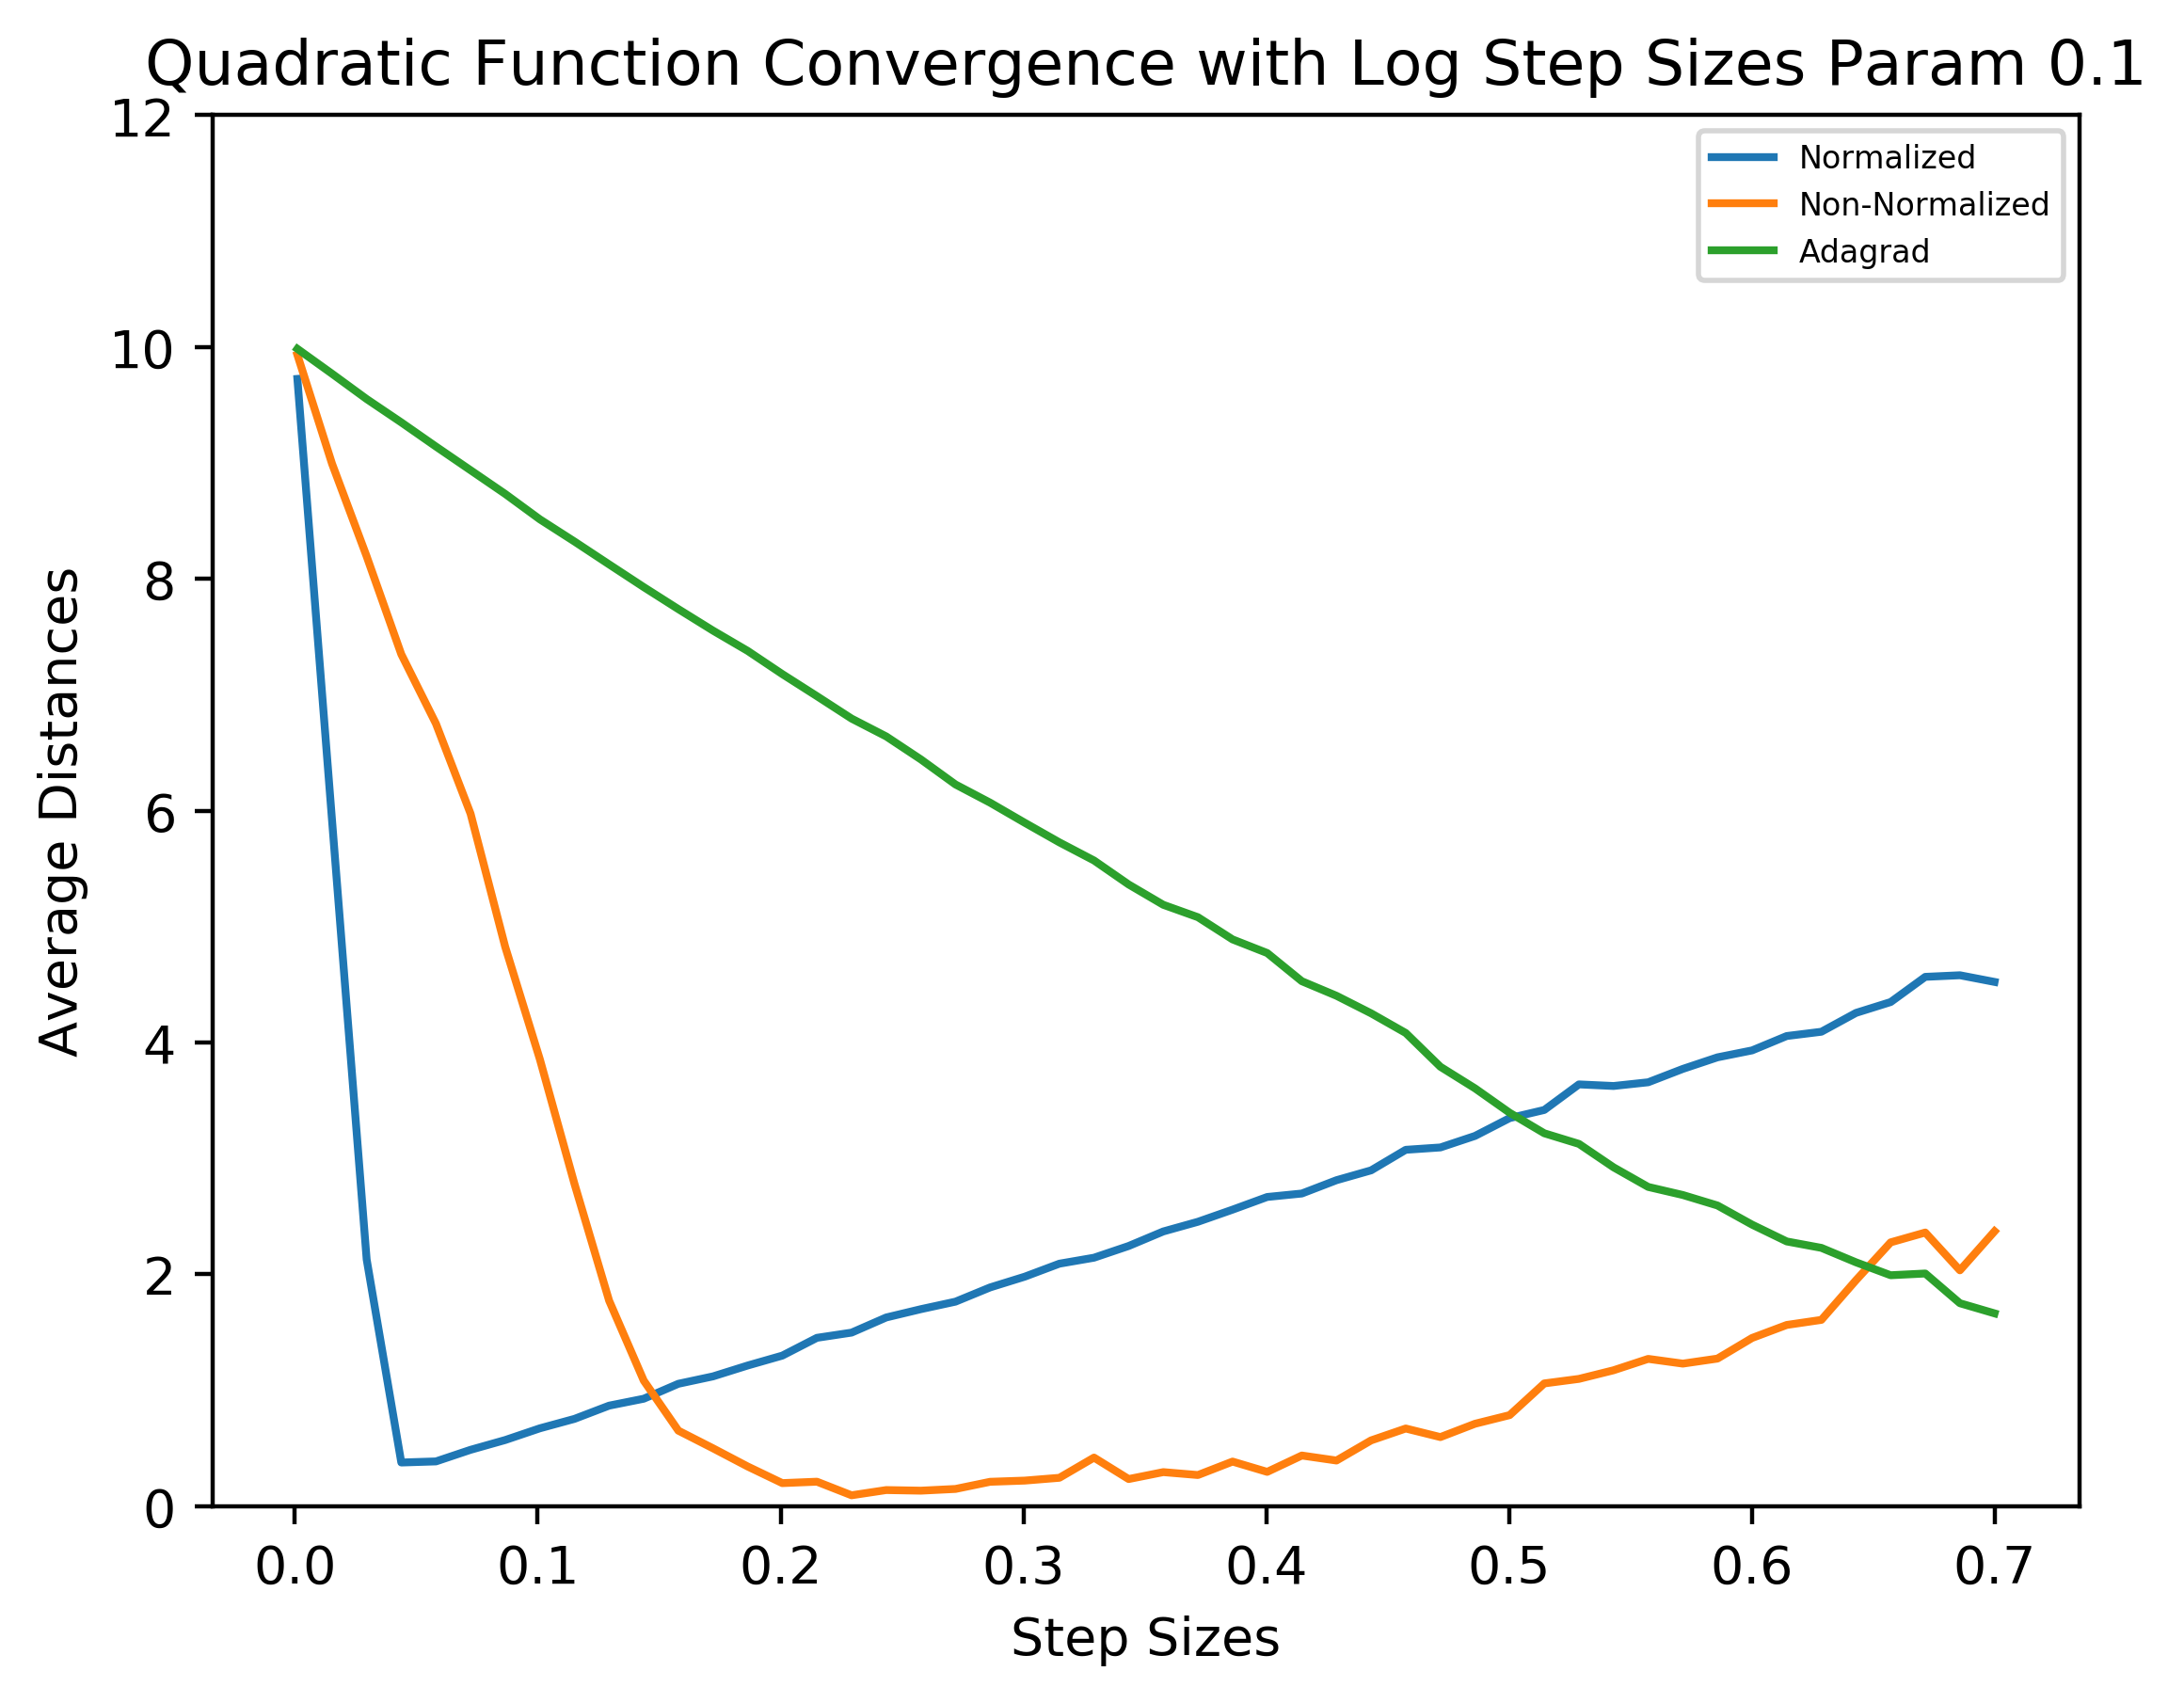 Quadratic Function Convergence with Log Step Sizes Param 0.1
12
10
8
6
4
2
0
Average Distances
Normalized
Non-Normalized
Adagrad
0.0 0.1 0.2 0.3 0.4 0.5 0.6 0.7
Step Sizes